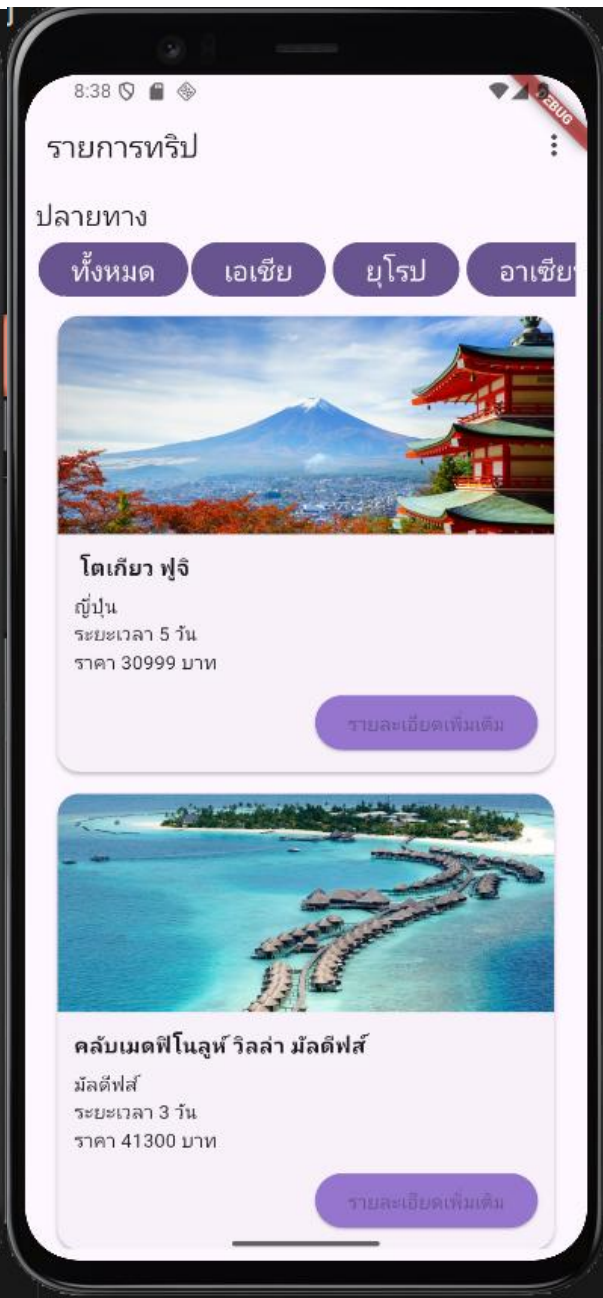 8:38
DEBUG
รายการทริป
ปลายทาง
ทั้งหมด เอเชีย ยุโรป อาเซีย
โตเกียว ฟูจิ
ญี่ปุ่น
ระยะเวลา 5 วัน
ราคา 30999 บาท
รายละเอียดเพิ่มเติม
คลับเมดฟิโนลูห์ วิลล่า มัลดีฟส์
มัลดีฟส์
ระยะเวลา 3 วัน
ราคา 41300 บาท
รายละเอียดเพิ่มเติม